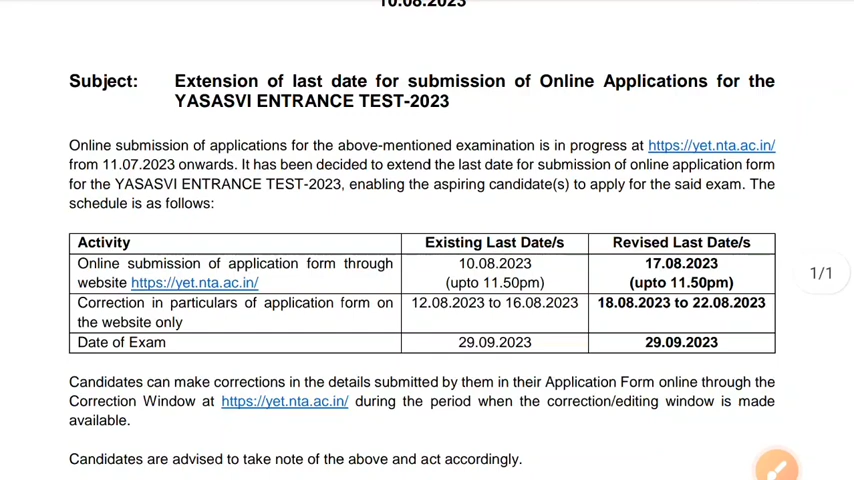 10.08.2023
Subject: Extension of last date for submission of Online Applications for the
YASASVI ENTRANCE TEST-2023
Online submission of applications for the above-mentioned examination is in progress at https://yet.nta.ac.in/
from 11.07.2023 onwards. It has been decided to extend the last date for submission of online application form
for the YASASVI ENTRANCE TEST-2023, enabling the aspiring candidate(s) to apply for the said exam. The
schedule is as follows:
Activity Existing Last Date/s Revised Last Date/s
Online submission of application form through 10.08.2023 17.08.2023
website https://yet.nta.ac.in/ (upto 11.50pm) (upto 11.50pm)
Correction in particulars of application form on 12.08.2023 to 16.08.2023 18.08.2023 to 22.08.2023
the website only
Date of Exam 29.09.2023 29.09.2023
1/1
Candidates can make corrections in the details submitted by them in their Application Form online through the
Correction Window at https://yet.nta.ac.in/ during the period when the correction/editing window is made
available.
Candidates are advised to take note of the above and act accordingly.